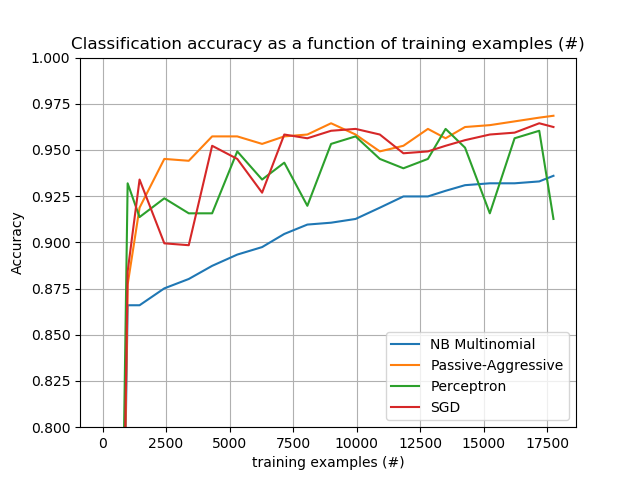 Classification accuracy as a function of training examples (#)
1.000
0.975
0.950
0.925
0.900
0.875
0.850
0.825
0.800
Accuracy
NB Multinomial
Passive-Aggressive
Perceptron
SGD
0 2500 5000 7500 10000 12500 15000 17500
training examples (#)